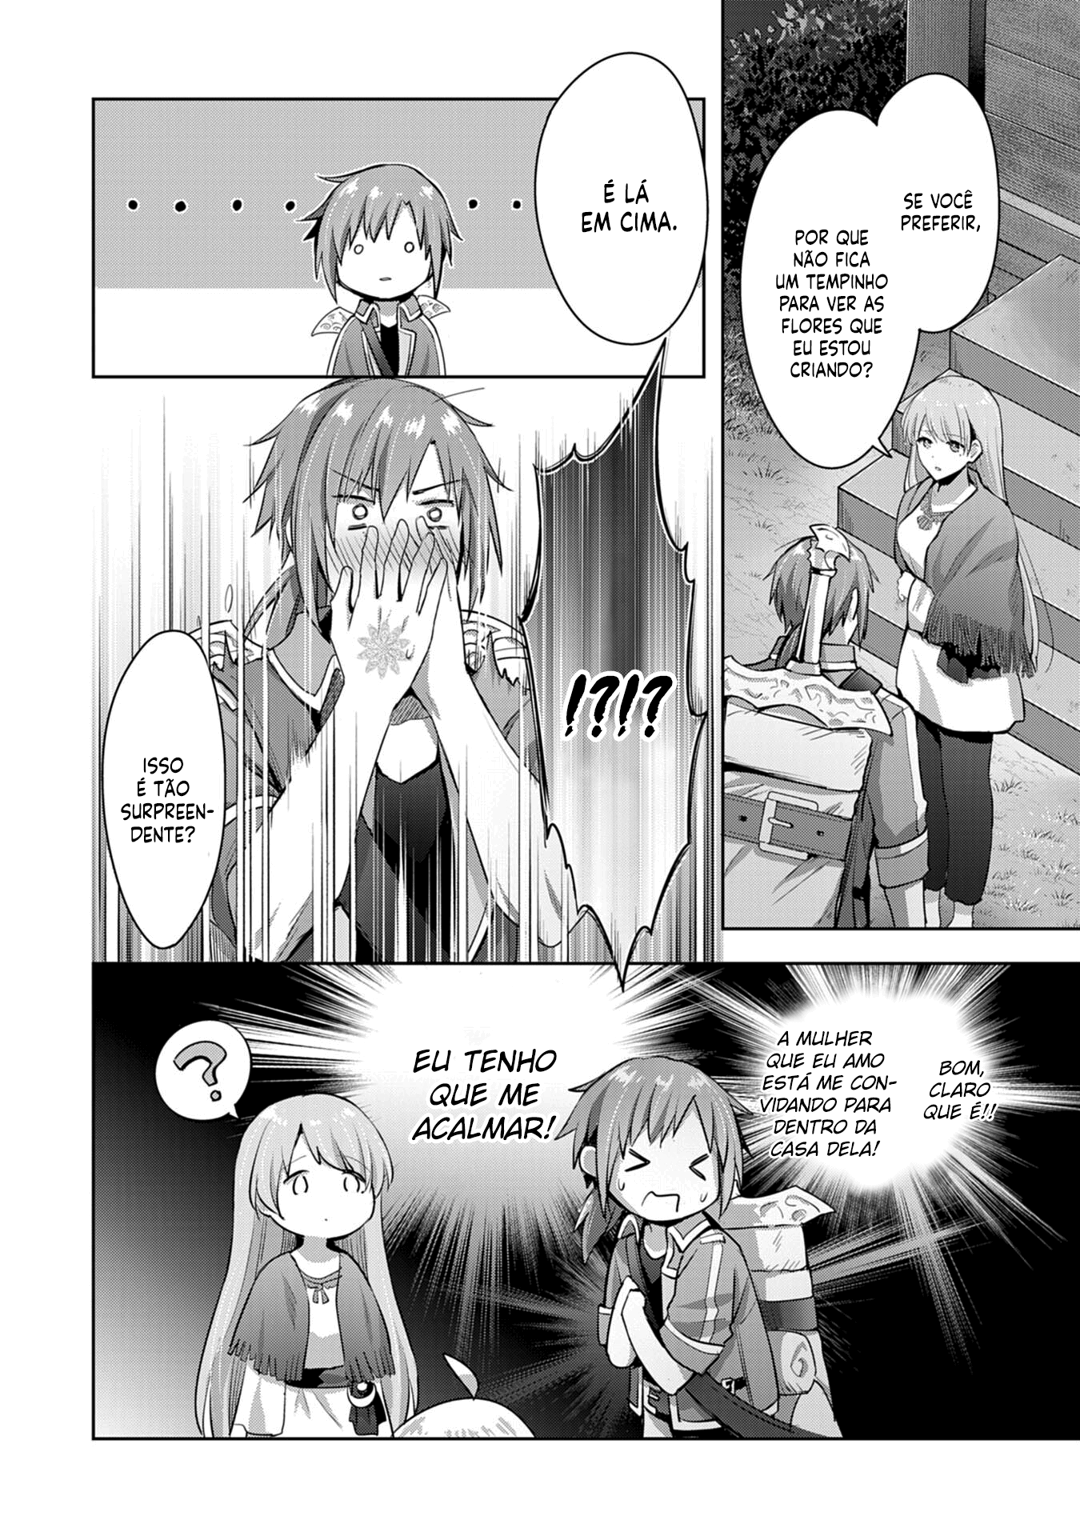 SE VOCÊ
PREFERIR,
POR QUE
NÃO FICA
UM TEMPINHO
PARA VER AS
FLORES QUE
EU ESTOU
CRIANDO?
É LÁ
EM CIMA.
!?!?
ISSO
É TÃO
SURPREEN-
DENTE?
BOM,
CLARO
QUE É!!
A MULHER
QUE EU AMO
ESTÁ ME CON-
VIDANDO PARA
DENTRO DA
CASA DELA!
EU TENHO
QUE ME
ACALMAR!
?